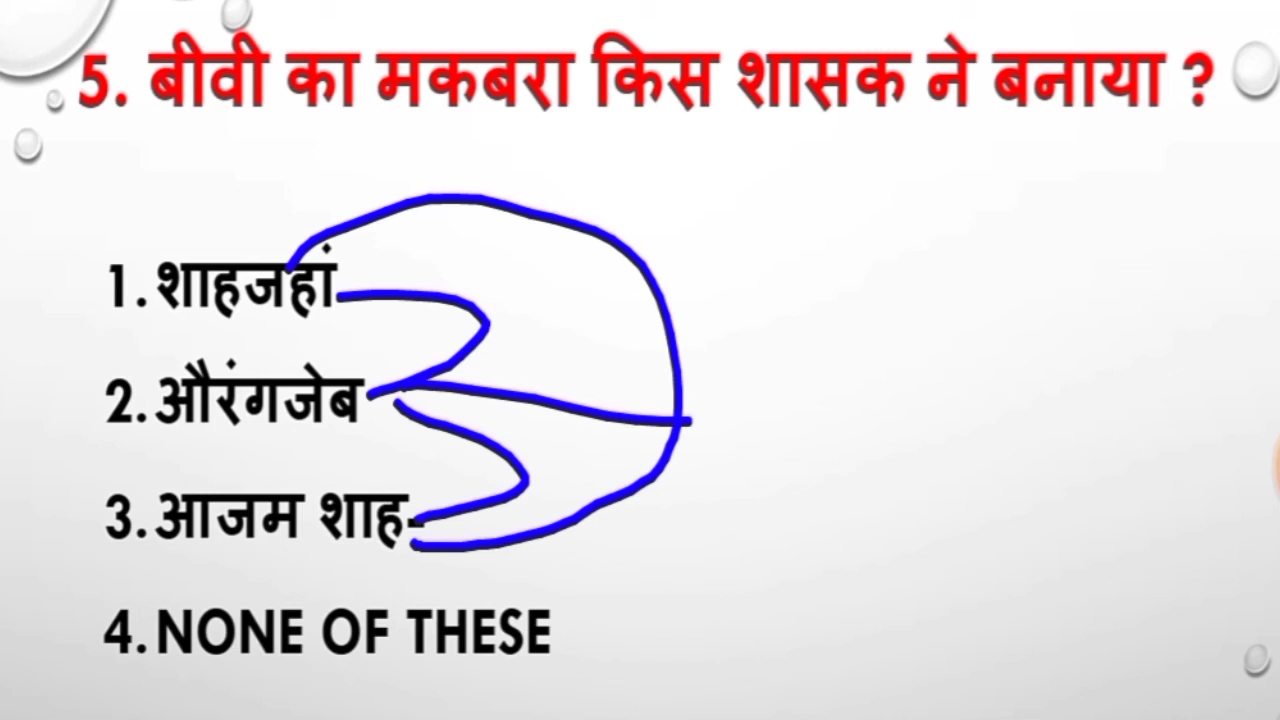 5. बीवी का मकबरा किस शासक ने बनाया ?
1. शाहजहां
2. औरंगजेब
3. आजम शाह-
4. NONE OF THESE